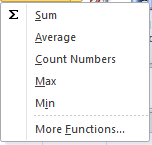 Σ Sum
Average
Count Numbers
Max
Min
More Functions...